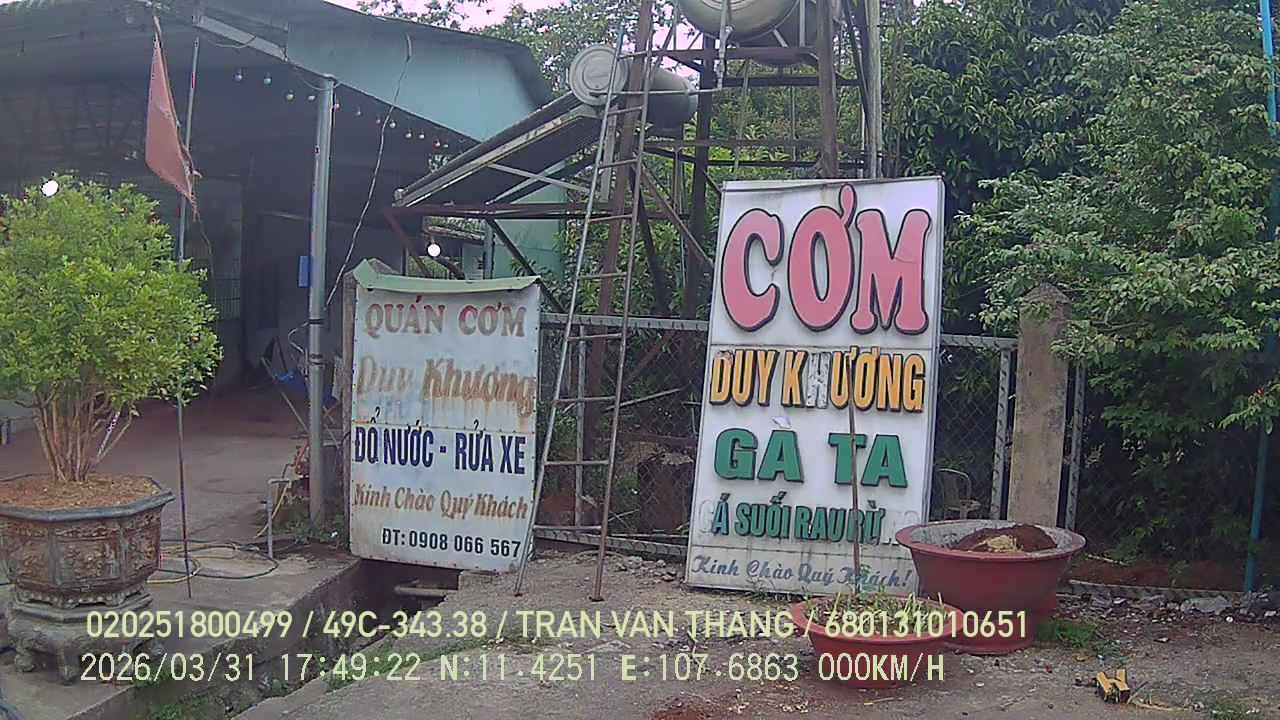 QUÁN CƠM
Duy Khương
ĐỔ NƯỚC - RỬA XE
Kính Chào Quý Khách
ĐT: 0908 066 567
CƠM
DUY KHƯƠNG
GÀ TA
CÁ SUỐI RAU RỪ
Kính Chào Quý Khách!
020251800499 / 49C-343.38 / TRAN VAN THANG / 680131010651
2026/03/31 17:49:22 N:11.4251 E:107.6863 000KM/H